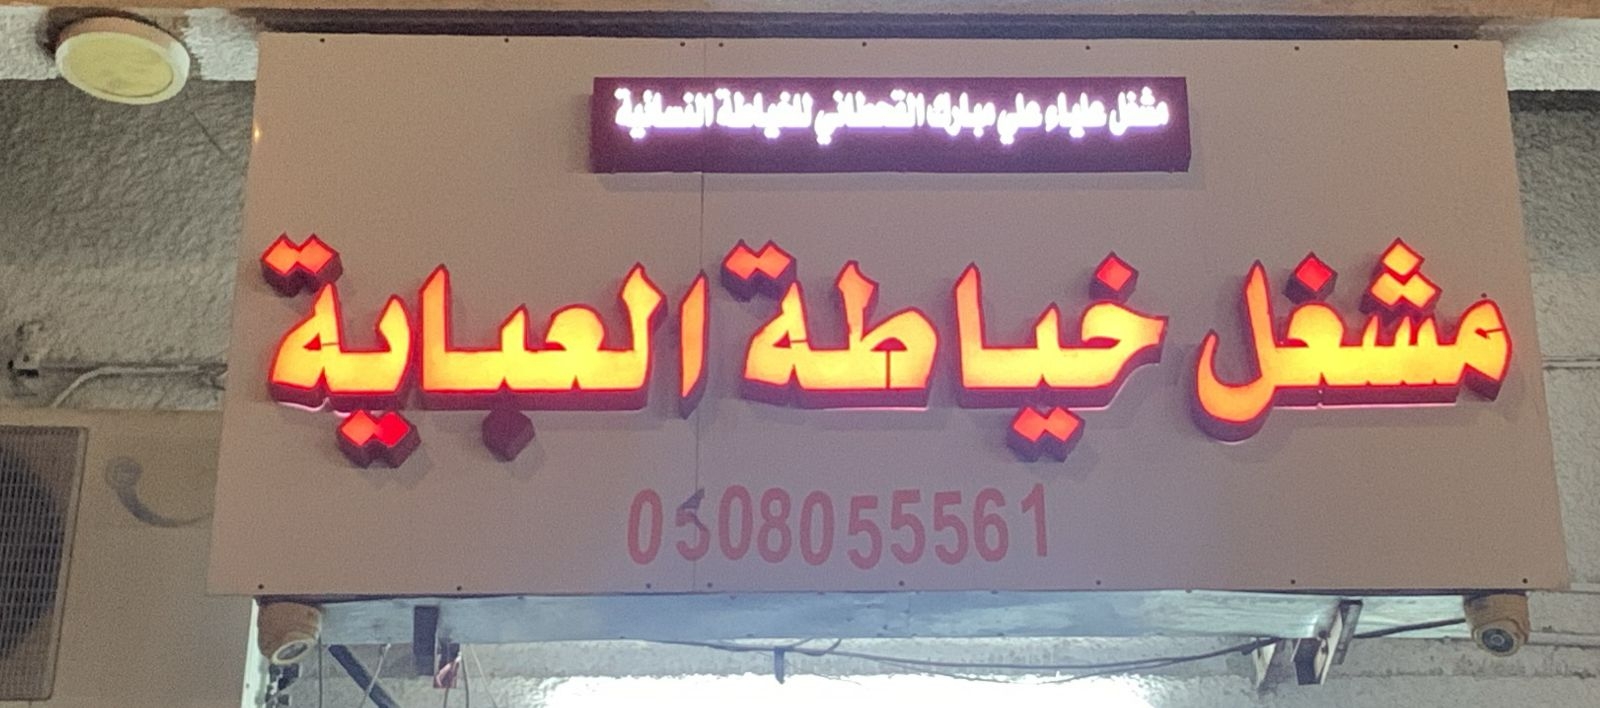 مشغل علياء علي مبارك القحطاني للخياطة النسائية
مشغل خياطة العباية
0508055561